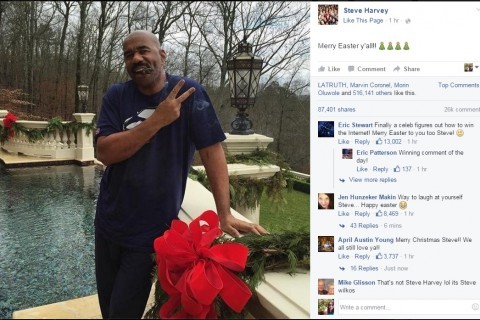 Steve Harvey
Like This Page · 1 hr ·
Merry Easter y'all!!
Like Comment Share
LATRUTH, Marvin Coronel, Morin Oluwole and 516,141 others like this.
Top Comments
87,401 shares
26k comments
Eric Stewart Finally a celeb figures out how to win the Internet! Merry Easter to you too Steve!
Like · Reply · 13,002 · 1 hr
Eric Patterson Winning comment of the day!
Like · Reply · 137 · 1 hr
View more replies
Jen Hunzeker Makin Way to laugh at yourself Steve... Happy easter
Like · Reply · 8,469 · 1 hr
43 Replies · 6 mins
April Austin Young Merry Christmas Steve!! We all still love ya!!
Like · Reply · 3,737 · 1 hr
16 Replies · Just now
Mike Glisson That's not Steve Harvey lol its Steve wilkos
Write a comment...